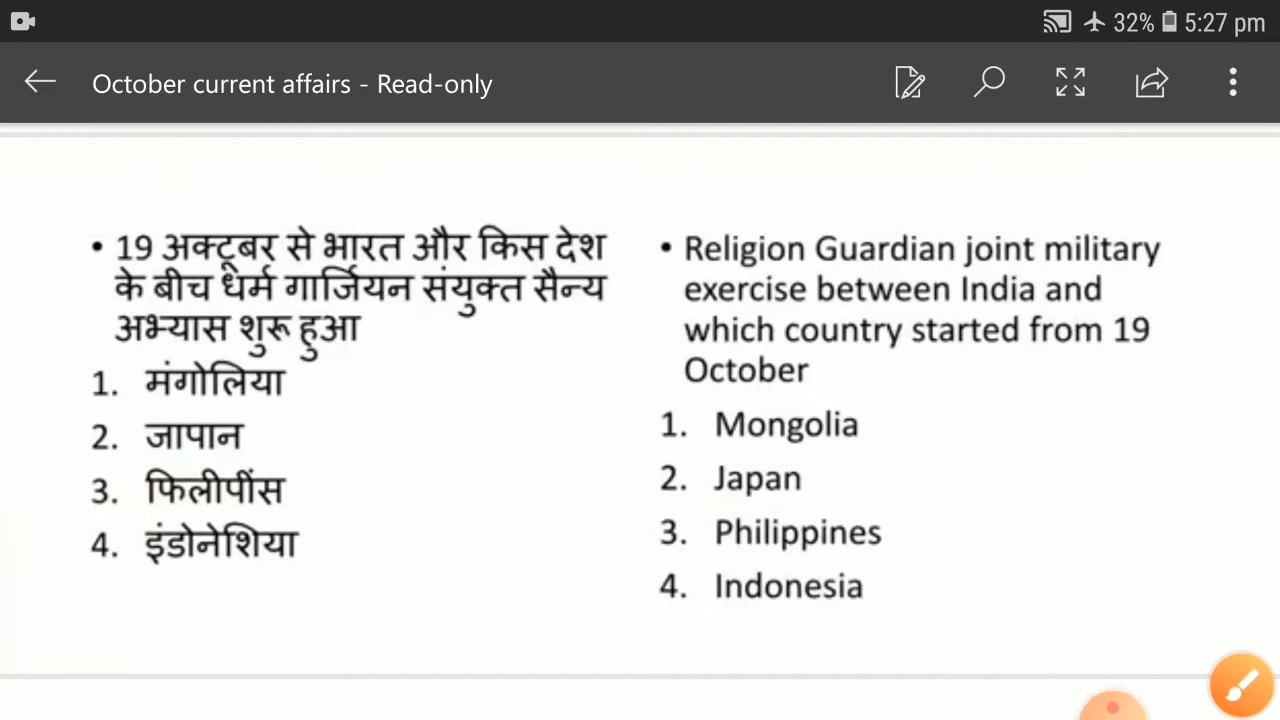 32% 5:27 pm
October current affairs - Read-only
• 19 अक्टूबर से भारत और किस देश
के बीच धर्म गार्जियन संयुक्त सैन्य
अभ्यास शुरू हुआ
1. मंगोलिया
2. जापान
3. फिलीपींस
4. इंडोनेशिया
• Religion Guardian joint military
exercise between India and
which country started from 19
October
1. Mongolia
2. Japan
3. Philippines
4. Indonesia